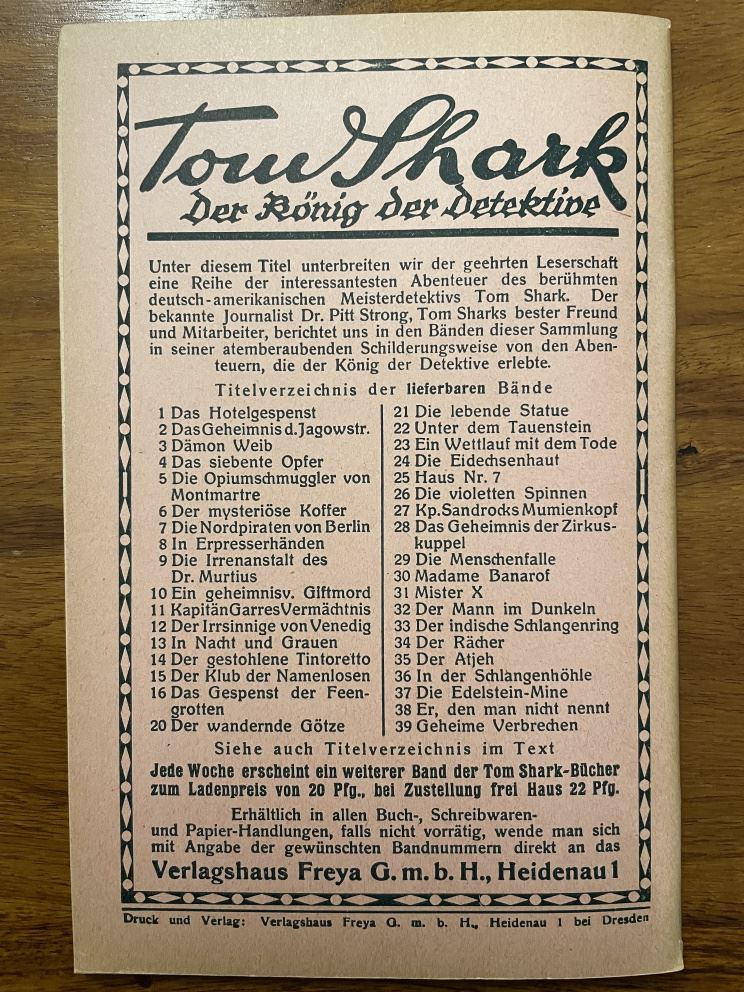 Tom Shark
der König der Detektive
Unter diesem Titel unterbreiten wir der geehrten Leserschaft
eine Reihe der interessantesten Abenteuer des berühmten
deutsch-amerikanischen Meisterdetektivs Tom Shark. Der
bekannte Journalist Dr. Pitt Strong, Tom Sharks bester Freund
und Mitarbeiter, berichtet uns in den Bänden dieser Sammlung
in seiner atemberaubenden Schilderungsweise von den Aben-
teuern, die der König der Detektive erlebte.
Titelverzeichnis der lieferbaren Bände
1 Das Hotelgespenst
2 Das Geheimnis d. Jagowstr.
3 Dämon Weib
4 Das siebente Opfer
5 Die Opiumschmuggler von
Montmartre
6 Der mysteriöse Koffer
7 Die Nordpiraten von Berlin
8 In Erpresserhänden
9 Die Irrenanstalt des
Dr. Murtius
10 Ein geheimnisv. Giftmord
11 Kapitän Garres Vermächtnis
12 Der Irrsinnige von Venedig
13 In Nacht und Grauen
14 Der gestohlene Tintoretto
15 Der Klub der Namenlosen
16 Das Gespenst der Feen-
grotten
20 Der wandernde Götze
21 Die lebende Statue
22 Unter dem Tauenstein
23 Ein Wettlauf mit dem Tode
24 Die Eidechsenhaut
25 Haus Nr. 7
26 Die violetten Spinnen
27 Kp. Sandrocks Mumienkopf
28 Das Geheimnis der Zirkus-
kuppel
29 Die Menschenfalle
30 Madame Banarof
31 Mister X
32 Der Mann im Dunkeln
33 Der indische Schlangenring
34 Der Rächer
35 Der Atjeh
36 In der Schlangenhöhle
37 Die Edelstein-Mine
38 Er, den man nicht nennt
39 Geheime Verbrechen
Siehe auch Titelverzeichnis im Text
Jede Woche erscheint ein weiterer Band der Tom Shark-Bücher
zum Ladenpreis von 20 Pfg., bei Zustellung frei Haus 22 Pfg.
Erhältlich in allen Buch-, Schreibwaren-
und Papier-Handlungen, falls nicht vorrätig, wende man sich
mit Angabe der gewünschten Bandnummern direkt an das
Verlagshaus Freya G. m. b. H., Heidenau 1
Druck und Verlag: Verlagshaus Freya G. m. b. H., Heidenau 1 bei Dresden